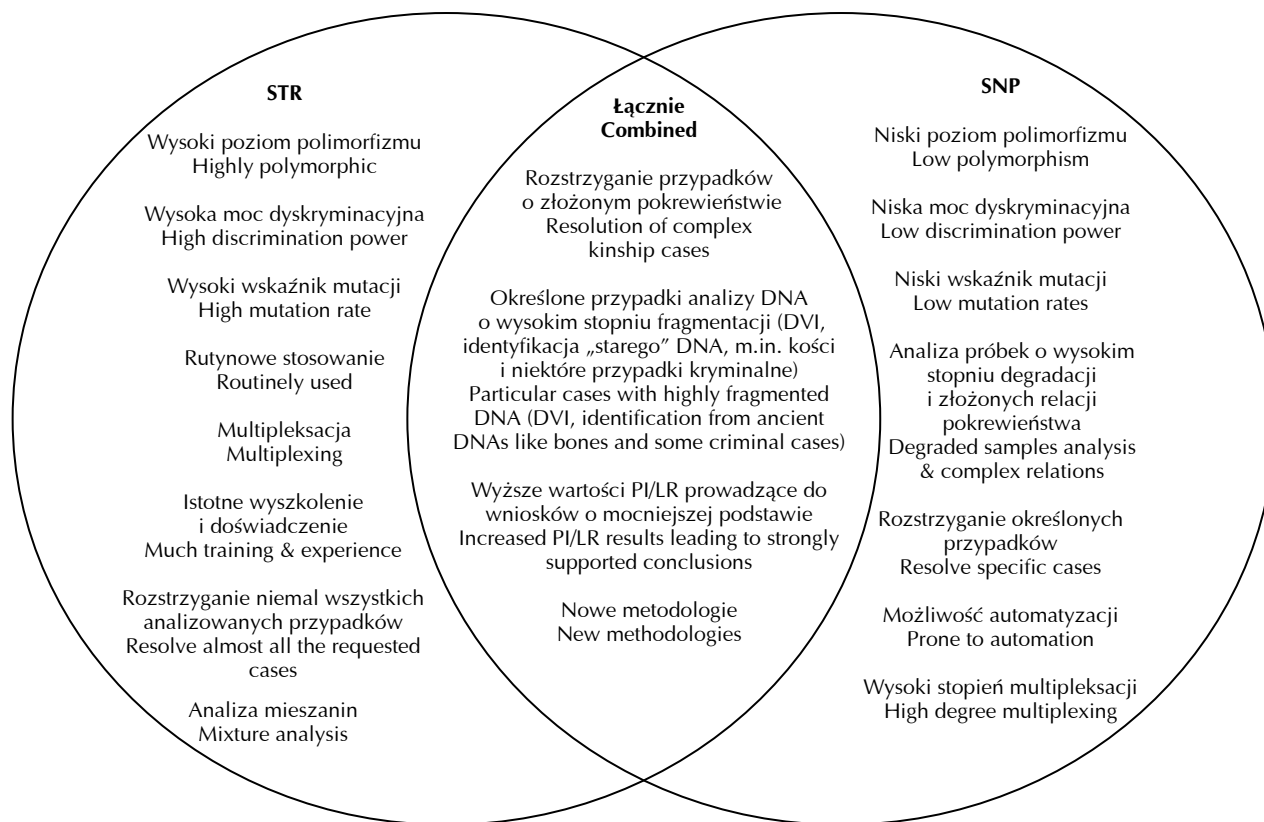 STR
Wysoki poziom polimorfizmu
Highly polymorphic
Wysoka moc dyskryminacyjna
High discrimination power
Wysoki wskaźnik mutacji
High mutation rate
Rutynowe stosowanie
Routinely used
Multipleksacja
Multiplexing
Istotne wyszkolenie
i doświadczenie
Much training & experience
Rozstrzyganie niemal wszystkich
analizowanych przypadków
Resolve almost all the requested
cases
Analiza mieszanin
Mixture analysis
Łącznie
Combined
Rozstrzyganie przypadków
o złożonym pokrewieństwie
Resolution of complex
kinship cases
Określone przypadki analizy DNA
o wysokim stopniu fragmentacji (DVI,
identyfikacja „starego” DNA, m.in. kości
i niektóre przypadki kryminalne)
Particular cases with highly fragmented
DNA (DVI, identification from ancient
DNAs like bones and some criminal cases)
Wyższe wartości PI/LR prowadzące do
wniosków o mocniejszej podstawie
Increased PI/LR results leading to strongly
supported conclusions
Nowe metodologie
New methodologies
SNP
Niski poziom polimorfizmu
Low polymorphism
Niska moc dyskryminacyjna
Low discrimination power
Niski wskaźnik mutacji
Low mutation rates
Analiza próbek o wysokim
stopniu degradacji
i złożonych relacji
pokrewieństwa
Degraded samples analysis
& complex relations
Rozstrzyganie określonych
przypadków
Resolve specific cases
Możliwość automatyzacji
Prone to automation
Wysoki stopień multipleksacji
High degree multiplexing